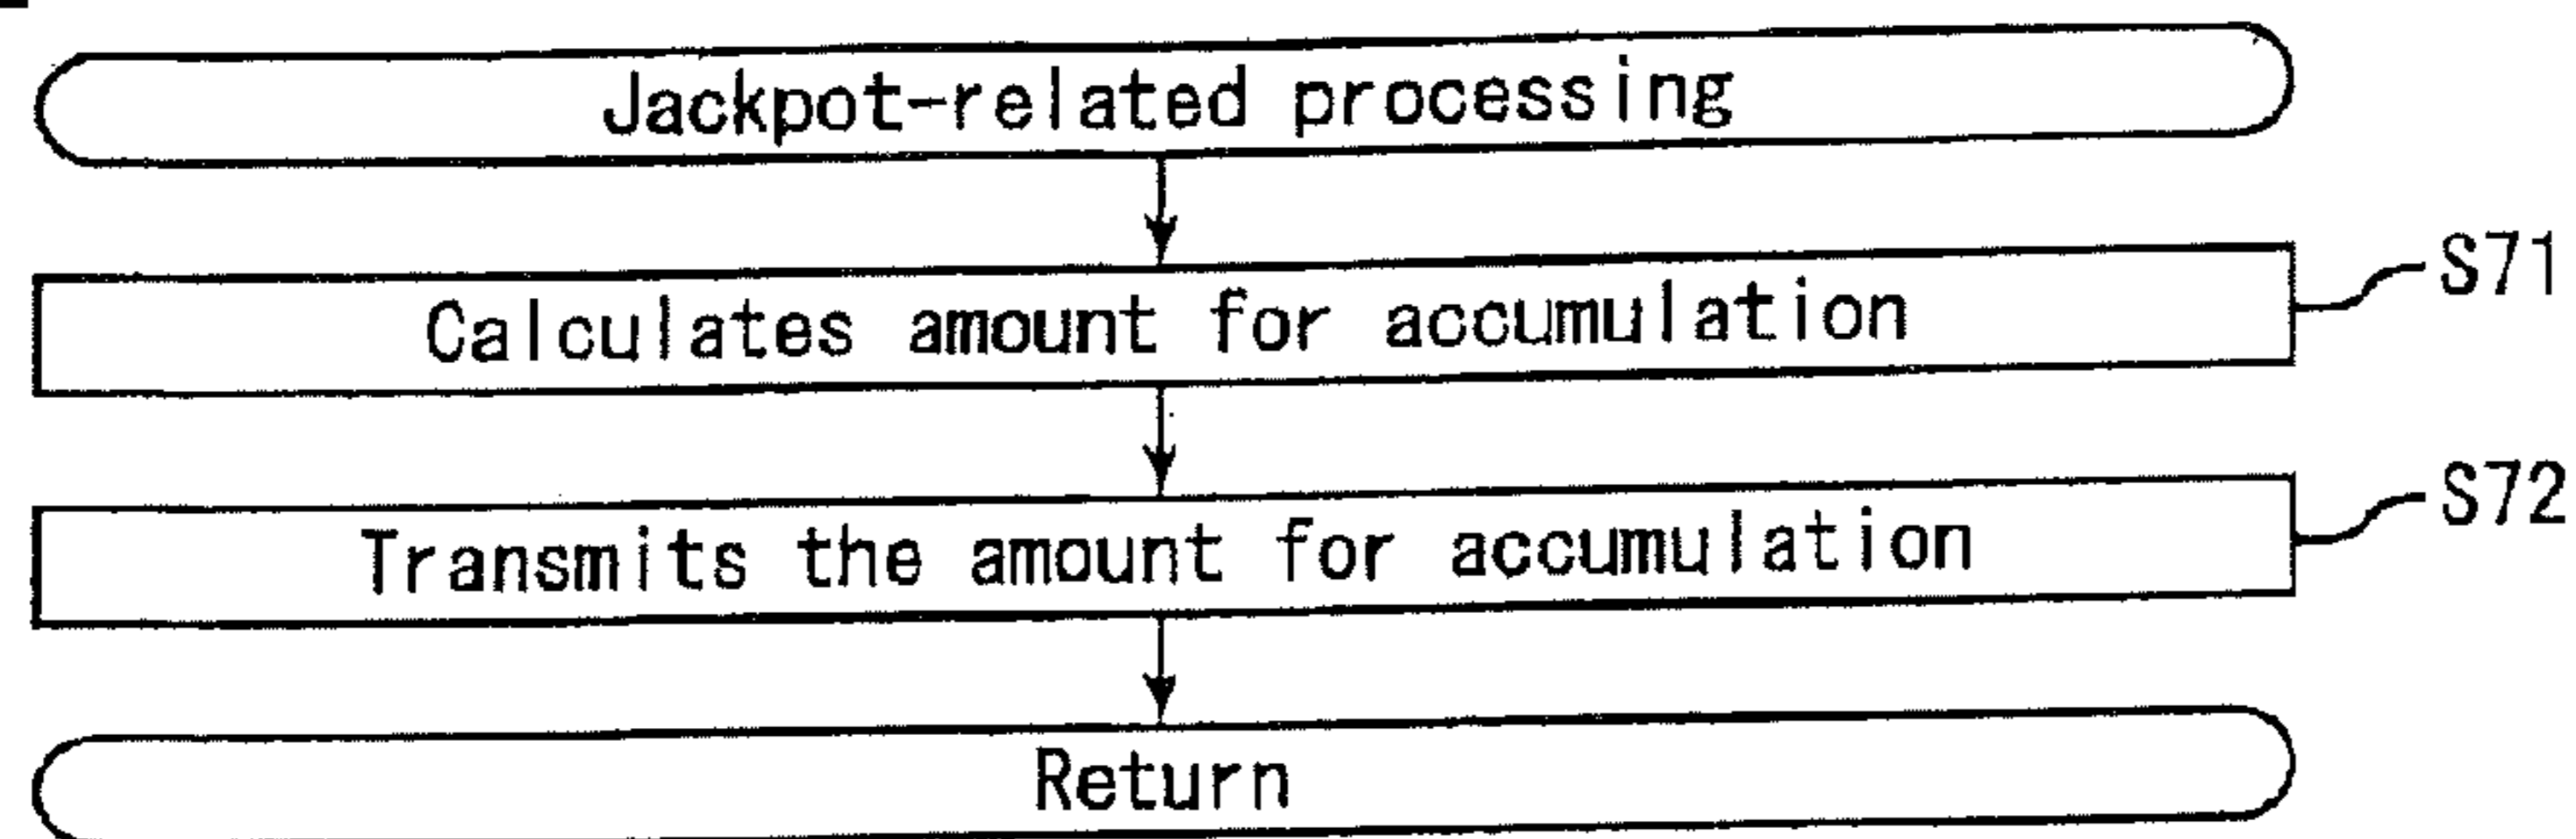 Jackpot-related processing
Calculates amount for accumulation
S71
Transmits the amount for accumulation
S72
Return